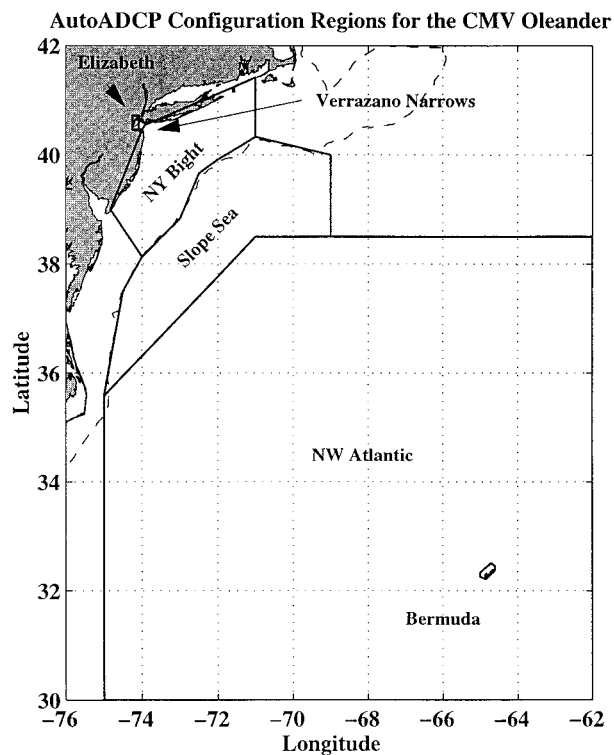 AutoADCP Configuration Regions for the CMV Oleander
42
Elizabeth
Verrazano Narrows
40
NY Bight
Slope Sea
38
36
Latitude
NW Atlantic
34
32
Bermuda
30
−76 −74 −72 −70 −68 −66 −64 −62
Longitude